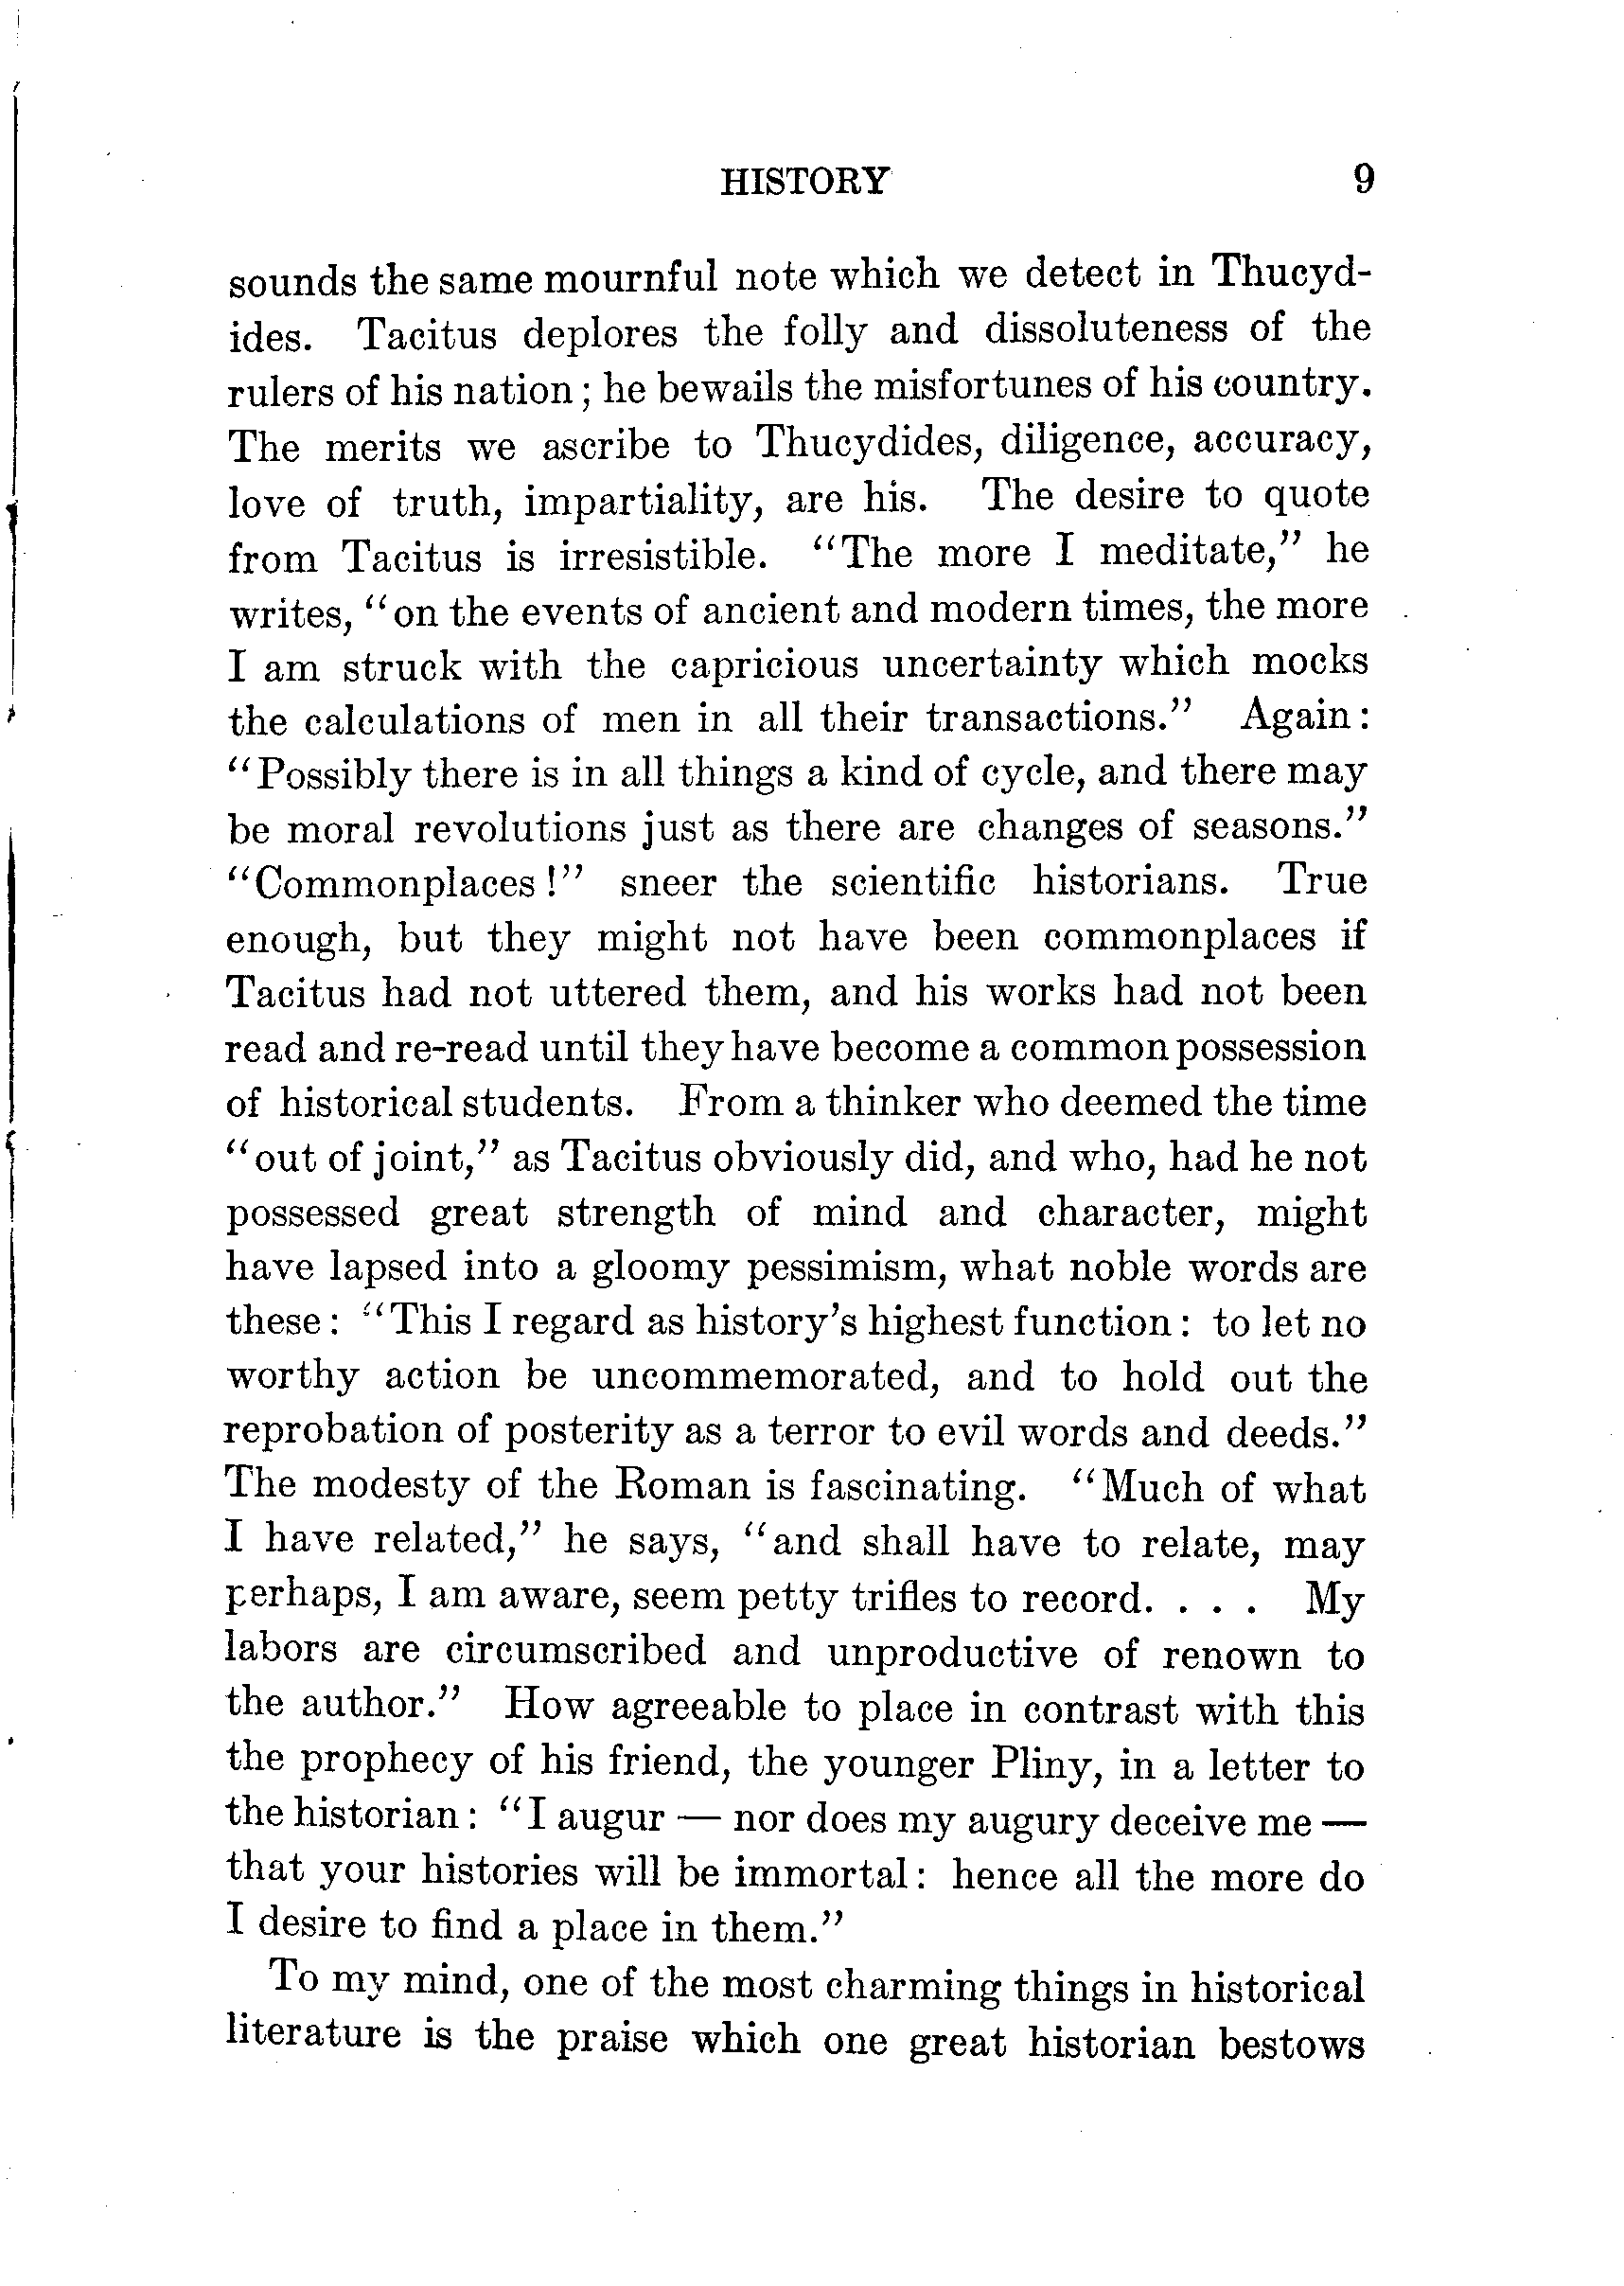 HISTORY 9
sounds the same mournful note which we detect in Thucyd-
ides. Tacitus deplores the folly and dissoluteness of the
rulers of his nation; he bewails the misfortunes of his country.
The merits we ascribe to Thucydides, diligence, accuracy,
love of truth, impartiality, are his. The desire to quote
from Tacitus is irresistible. "The more I meditate," he
writes, "on the events of ancient and modern times, the more
I am struck with the capricious uncertainty which mocks
the calculations of men in all their transactions." Again:
"Possibly there is in all things a kind of cycle, and there may
be moral revolutions just as there are changes of seasons."
"Commonplaces!" sneer the scientific historians. True
enough, but they might not have been commonplaces if
Tacitus had not uttered them, and his works had not been
read and re-read until they have become a common possession
of historical students. From a thinker who deemed the time
"out of joint," as Tacitus obviously did, and who, had he not
possessed great strength of mind and character, might
have lapsed into a gloomy pessimism, what noble words are
these: "This I regard as history's highest function: to let no
worthy action be uncommemorated, and to hold out the
reprobation of posterity as a terror to evil words and deeds."
The modesty of the Roman is fascinating. "Much of what
I have related," he says, "and shall have to relate, may
perhaps, I am aware, seem petty trifles to record. . . . My
labors are circumscribed and unproductive of renown to
the author." How agreeable to place in contrast with this
the prophecy of his friend, the younger Pliny, in a letter to
the historian: "I augur — nor does my augury deceive me —
that your histories will be immortal: hence all the more do
I desire to find a place in them."
To my mind, one of the most charming things in historical
literature is the praise which one great historian bestows